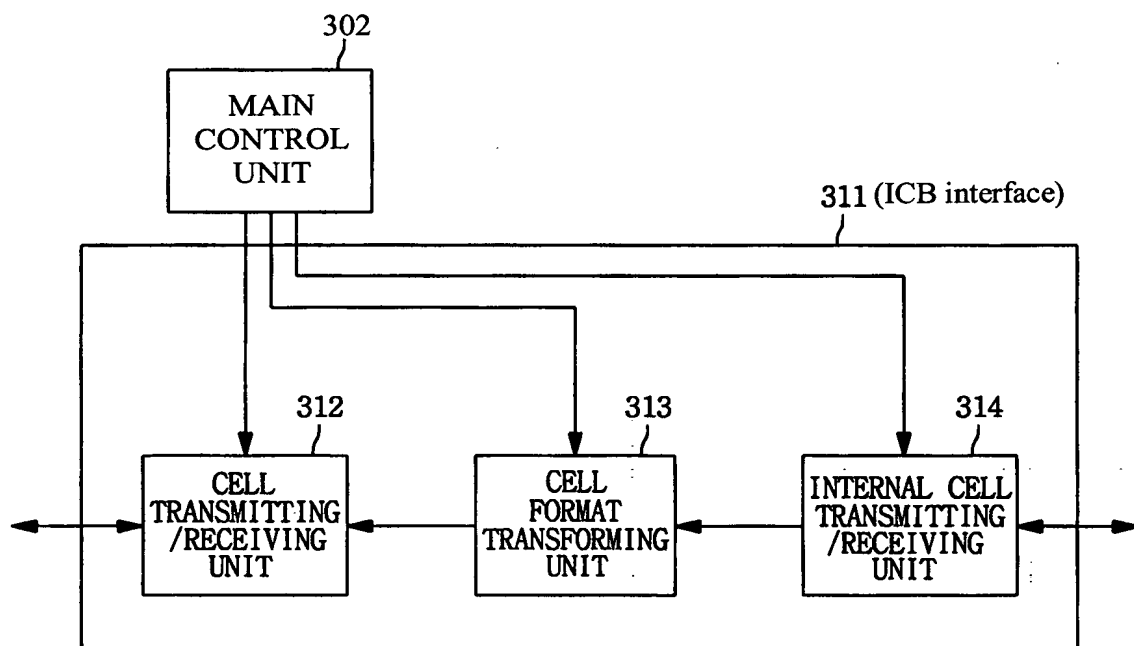 302
MAIN
CONTROL
UNIT
311 (ICB interface)
312
313
314
CELL
TRANSMITTING
/RECEIVING
UNIT
CELL
FORMAT
TRANSFORMING
UNIT
INTERNAL CELL
TRANSMITTING
/RECEIVING
UNIT